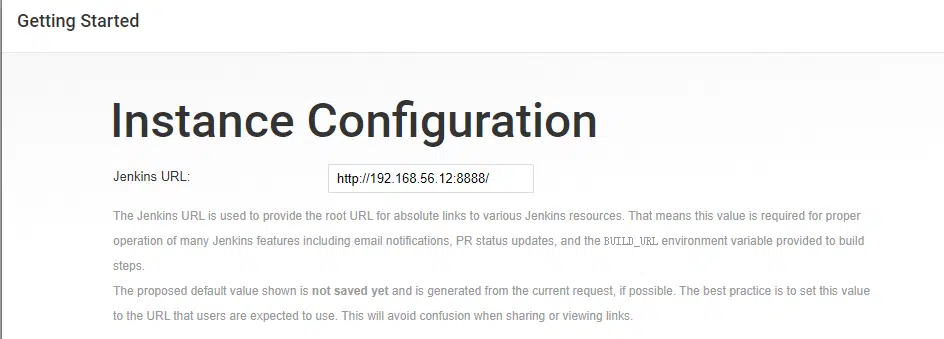 Getting Started
Instance Configuration
Jenkins URL:
http://192.168.56.12:8888/
The Jenkins URL is used to provide the root URL for absolute links to various Jenkins resources. That means this value is required for proper
operation of many Jenkins features including email notifications, PR status updates, and the BUILD_URL environment variable provided to build
steps.
The proposed default value shown is not saved yet and is generated from the current request, if possible. The best practice is to set this value
to the URL that users are expected to use. This will avoid confusion when sharing or viewing links.